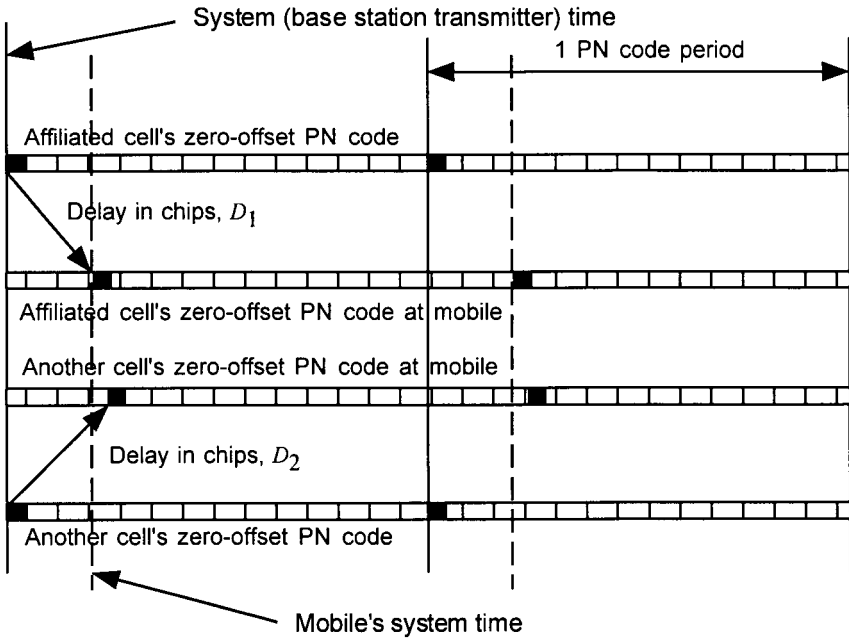 System (base station transmitter) time
1 PN code period
Affiliated cell's zero-offset PN code
Delay in chips, D1
Affiliated cell's zero-offset PN code at mobile
Another cell's zero-offset PN code at mobile
Delay in chips, D2
Another cell's zero-offset PN code
Mobile's system time